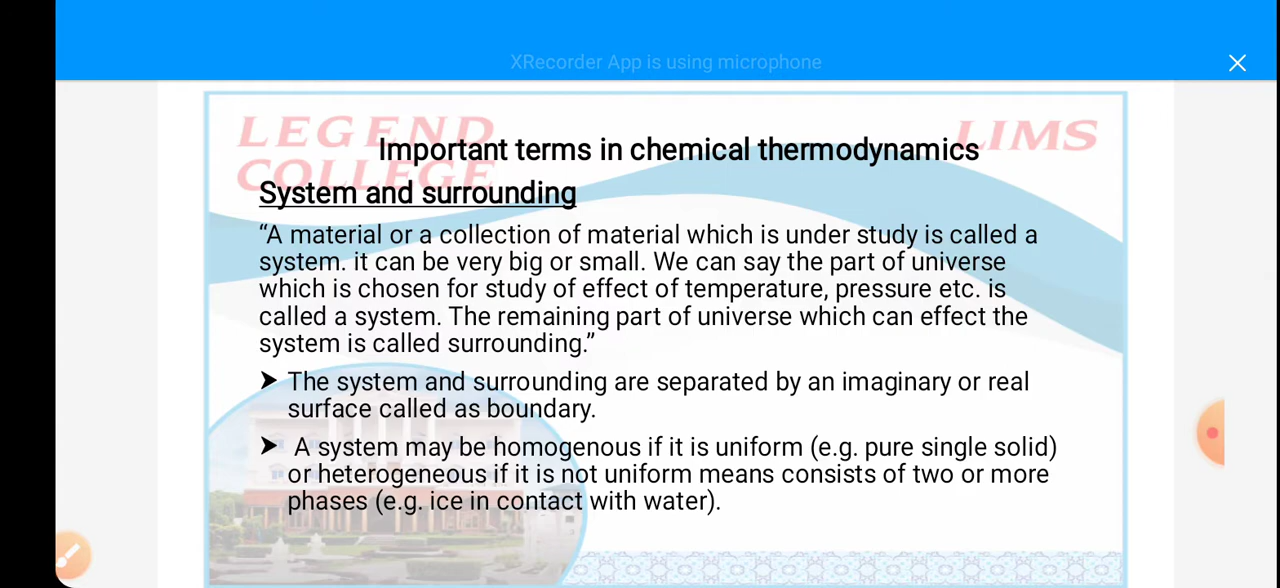 XRecorder App is using microphone
LEGEND
COLLEGE
LIMS
Important terms in chemical thermodynamics
System and surrounding
“A material or a collection of material which is under study is called a
system. it can be very big or small. We can say the part of universe
which is chosen for study of effect of temperature, pressure etc. is
called a system. The remaining part of universe which can effect the
system is called surrounding.”
➤ The system and surrounding are separated by an imaginary or real
surface called as boundary.
➤ A system may be homogenous if it is uniform (e.g. pure single solid)
or heterogeneous if it is not uniform means consists of two or more
phases (e.g. ice in contact with water).